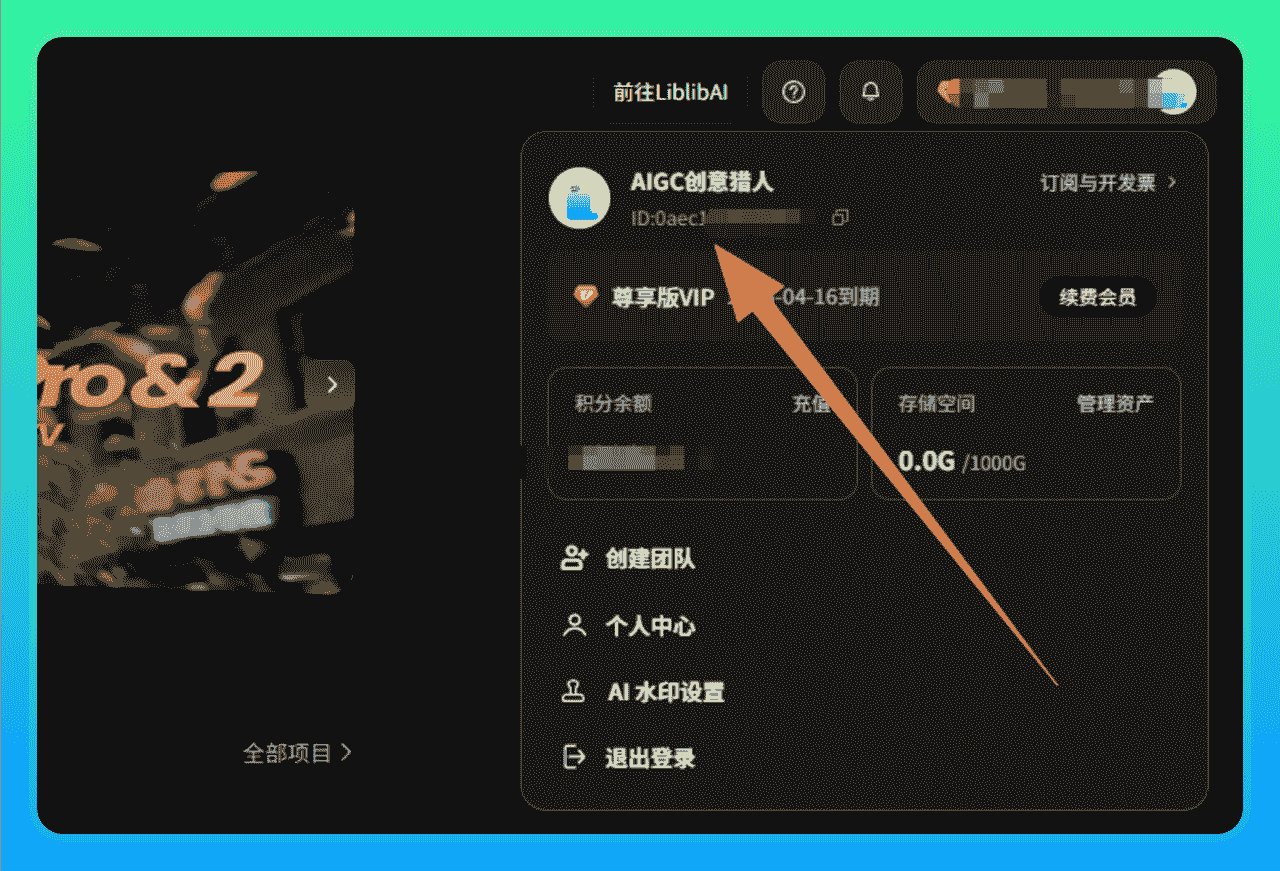 前往LiblibAI
AIGC创意猎人
订阅与开发票
ID:0aec1
尊享版VIP
-04-16到期
续费会员
积分余额
充值
存储空间
管理资产
0.0G /1000G
ro & 2
创建团队
个人中心
AI 水印设置
退出登录
全部项目